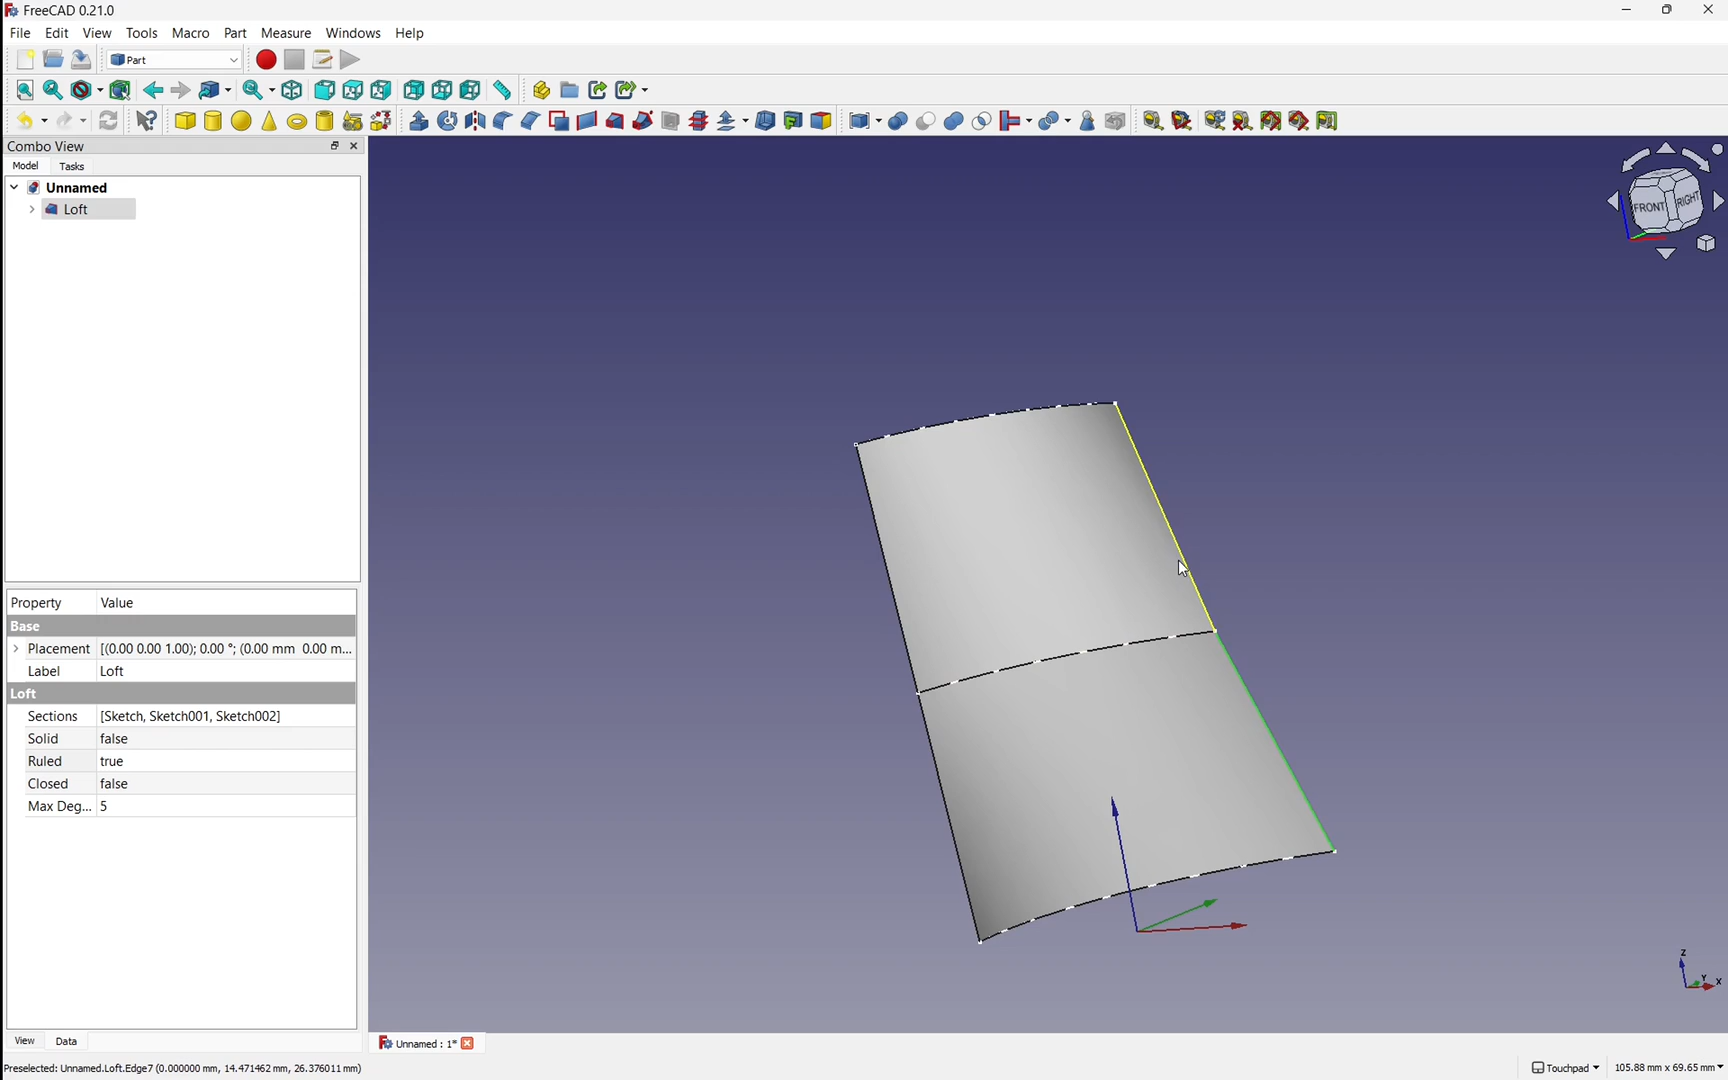 FreeCAD 0.21.0
File Edit View Tools Macro Part Measure Windows Help
Part
Combo View
Model Tasks
Unnamed
Loft
FRONT RIGHT
Property Value
Base
Placement [(0.00 0.00 1.00); 0.00 °; (0.00 mm 0.00 m...
Label Loft
Loft
Sections [Sketch, Sketch001, Sketch002]
Solid false
Ruled true
Closed false
Max Deg... 5
Z
Y
X
View Data
Unnamed : 1*
Preselected: Unnamed.Loft.Edge7 (0.000000 mm, 14.471462 mm, 26.376011 mm)
Touchpad
105.88 mm x 69.65 mm